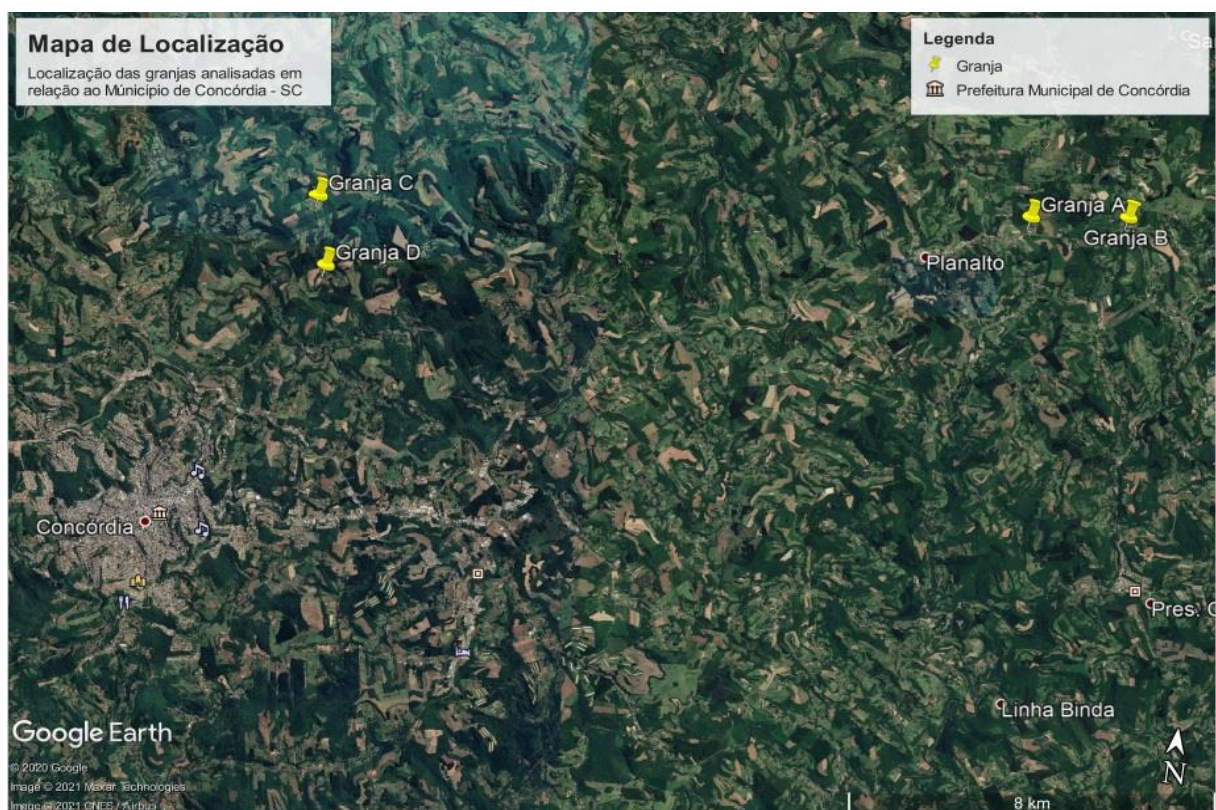 Mapa de Localização
Localização das granjas analisadas em
relação ao Múnicipio de Concórdia - SC
Legenda
Granja
Prefeitura Municipal de Concórdia
Granja C
Granja A
Granja B
Granja D
Planalto
Concórdia
Pres.
Linha Binda
Google Earth
© 2020 Google
Image © 2021 Maxar Technologies
Image © 2021 CNES / Airbus
N
8 km